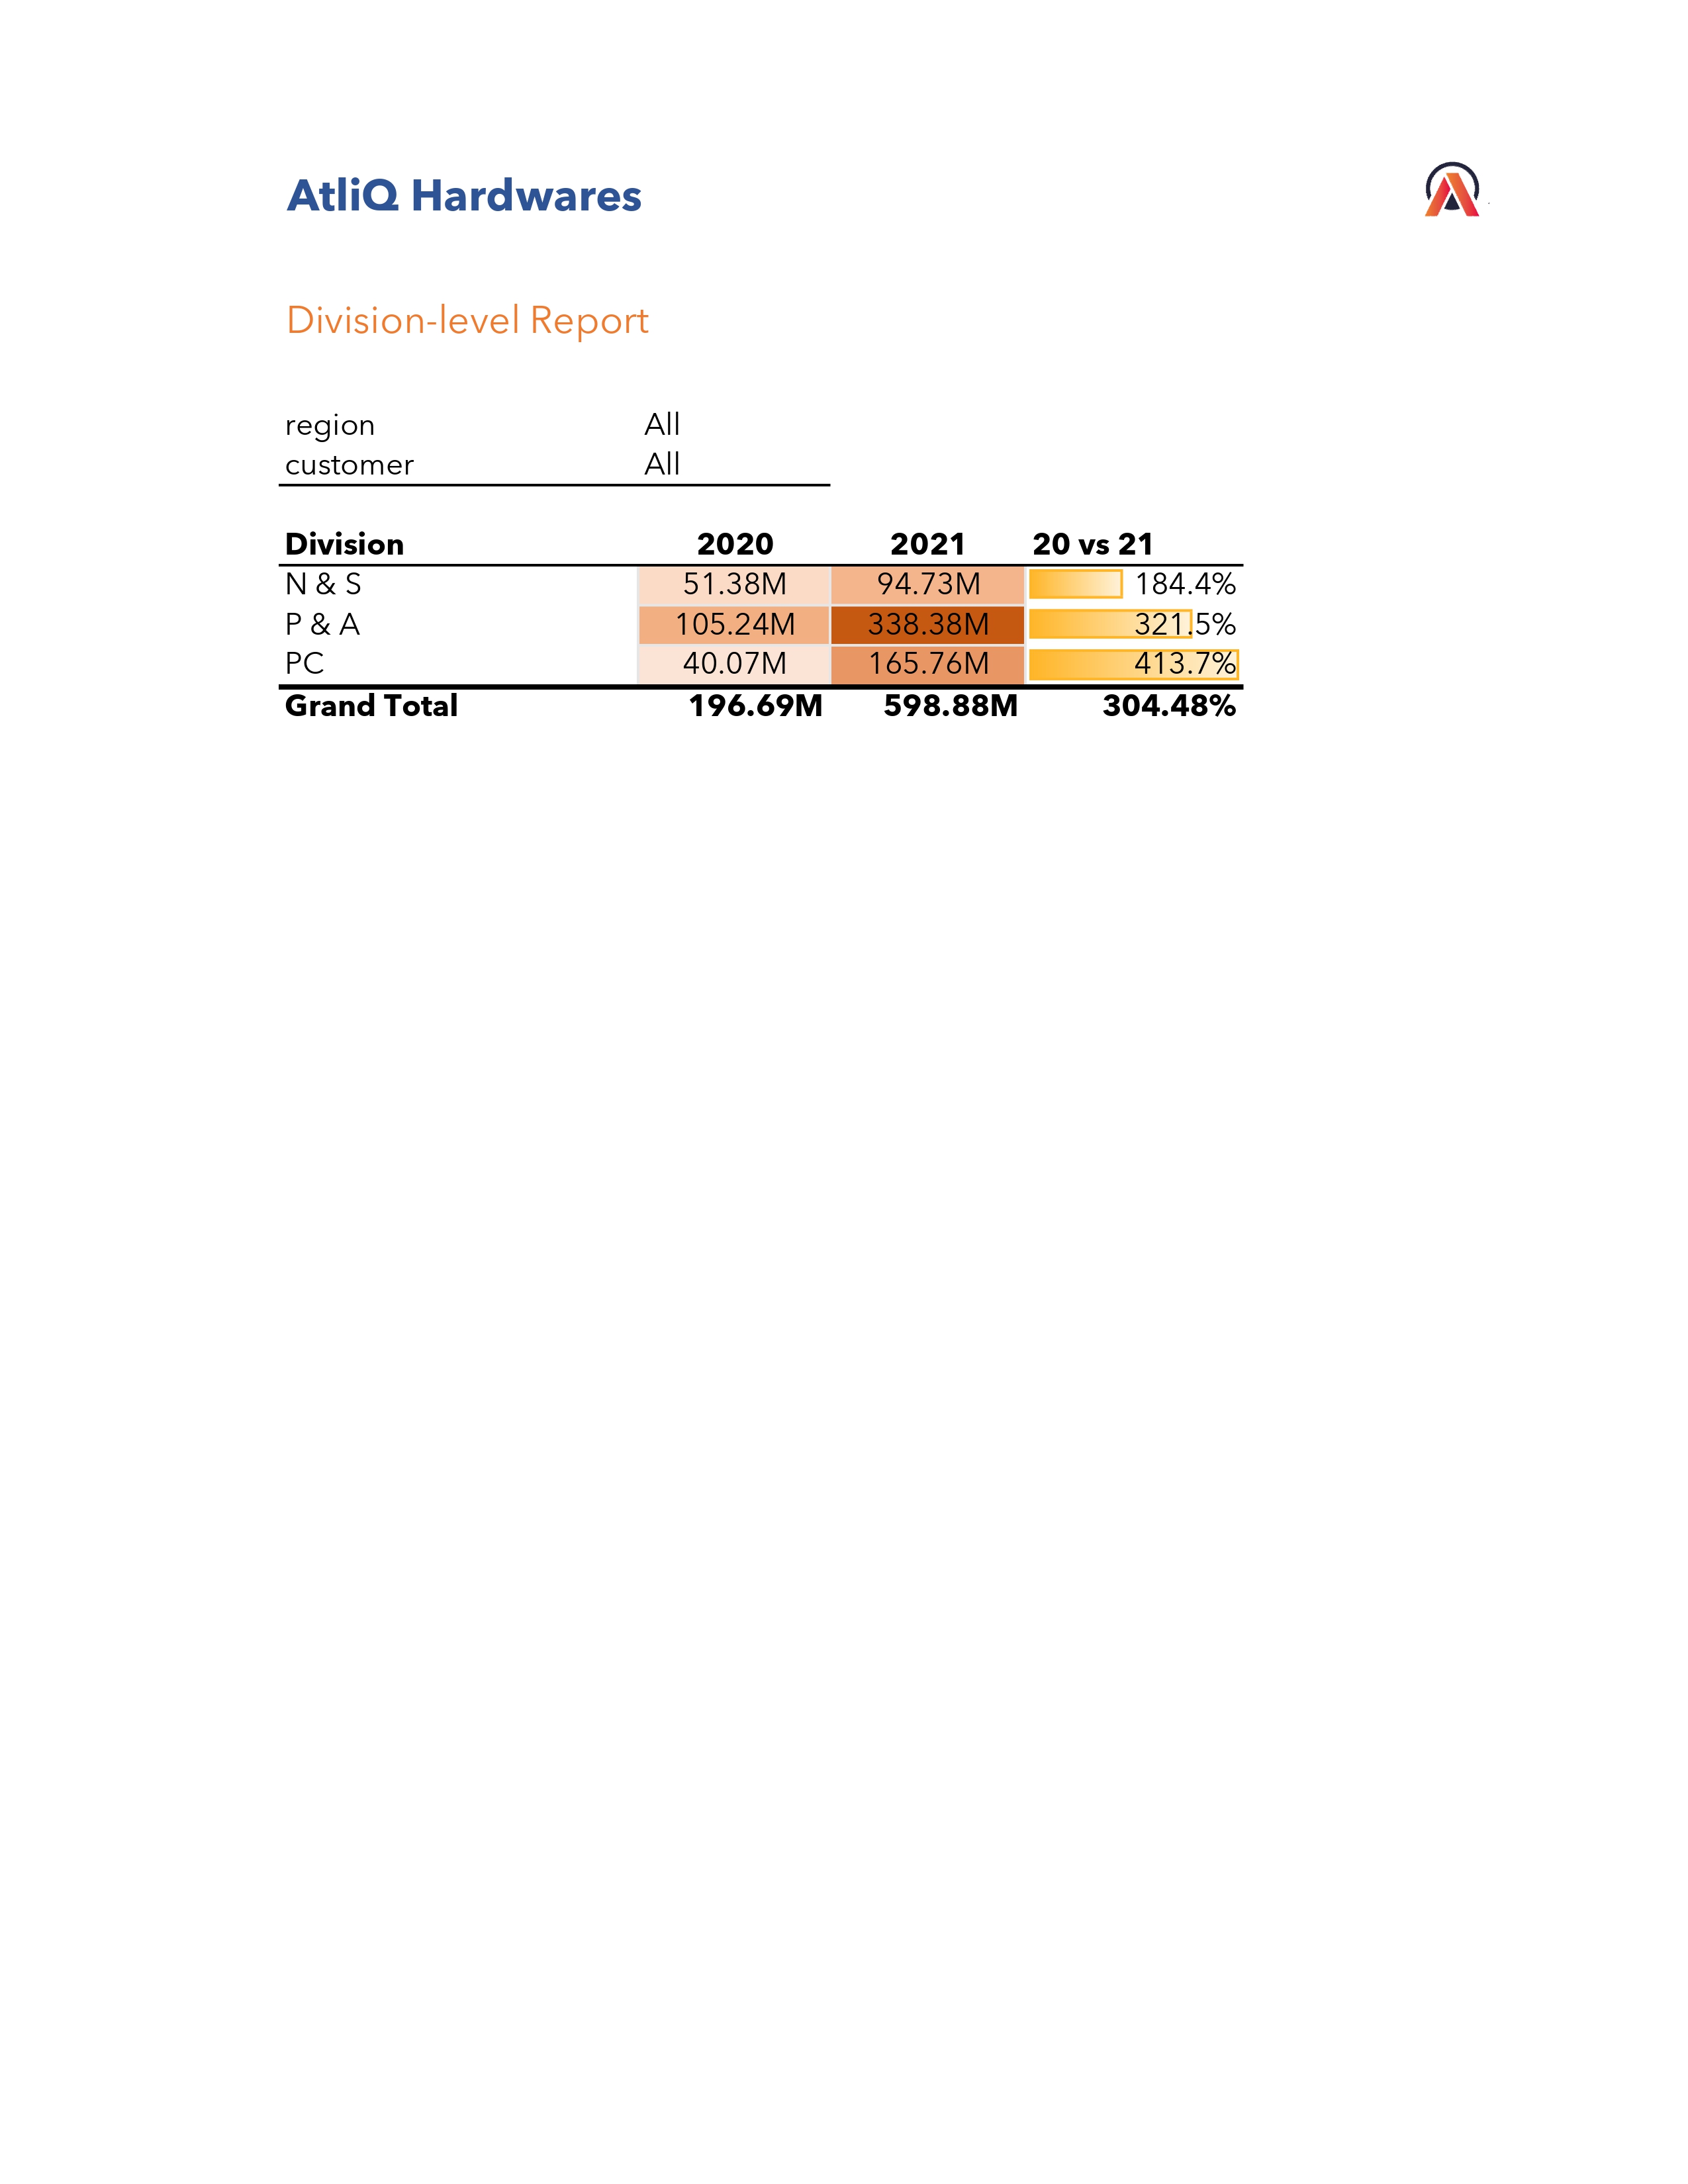 AtliQ Hardwares
Division-level Report
region All
customer All
Division 2020 2021 20 vs 21
N & S 51.38M 94.73M 184.4%
P & A 105.24M 338.38M 321.5%
PC 40.07M 165.76M 413.7%
Grand Total 196.69M 598.88M 304.48%